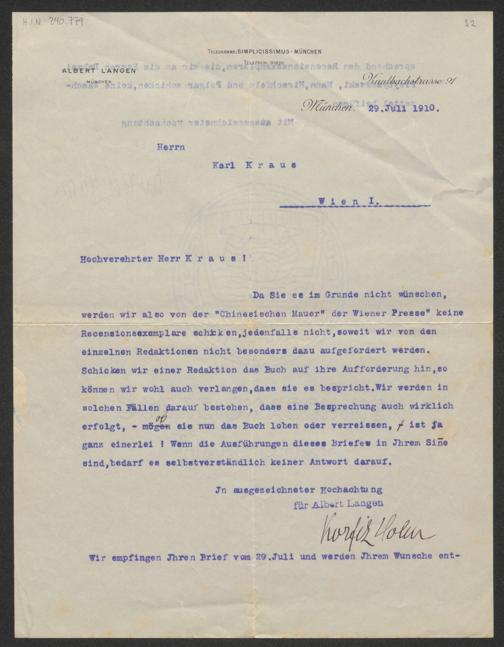 H.I.N. 240.779
32
TELEGRAMME: SIMPLICISSIMUS - MÜNCHEN
ALBERT LANGEN
MÜNCHEN
Kaulbachstrasse 91
München, 29.Juli 1910.
Herrn
Karl K r a u s
W i e n I.
Hochverehrter Herr K r a u s !
Da Sie es im Grunde nicht wünschen,
werden wir also von der "Chinesischen Mauer" der Wiener Presse" keine
Recensionsexemplare schicken,jedenfalls nicht,soweit wir von den
einzelnen Redaktionen nicht besonders dazu aufgefordert werden.
Schicken wir einer Redaktion das Buch auf ihre Aufforderung hin,so
können wir wohl auch verlangen,dass sie es bespricht.Wir werden in
solchen Fällen darauf bestehen, dass eine Besprechung auch wirklich
erfolgt, - mögen sie nun das Buch loben oder verreissen, ist ja
ganz einerlei ! Wenn die Ausführungen dieses Briefes in Jhrem Sin̄e
sind,bedarf es selbstverständlich keiner Antwort darauf.
Jn ausgezeichneter Hochachtung
für Albert Langen
Korfiz Holm
Wir empfingen Jhren Brief vom 29.Juli und werden Jhrem Wunsche ent-